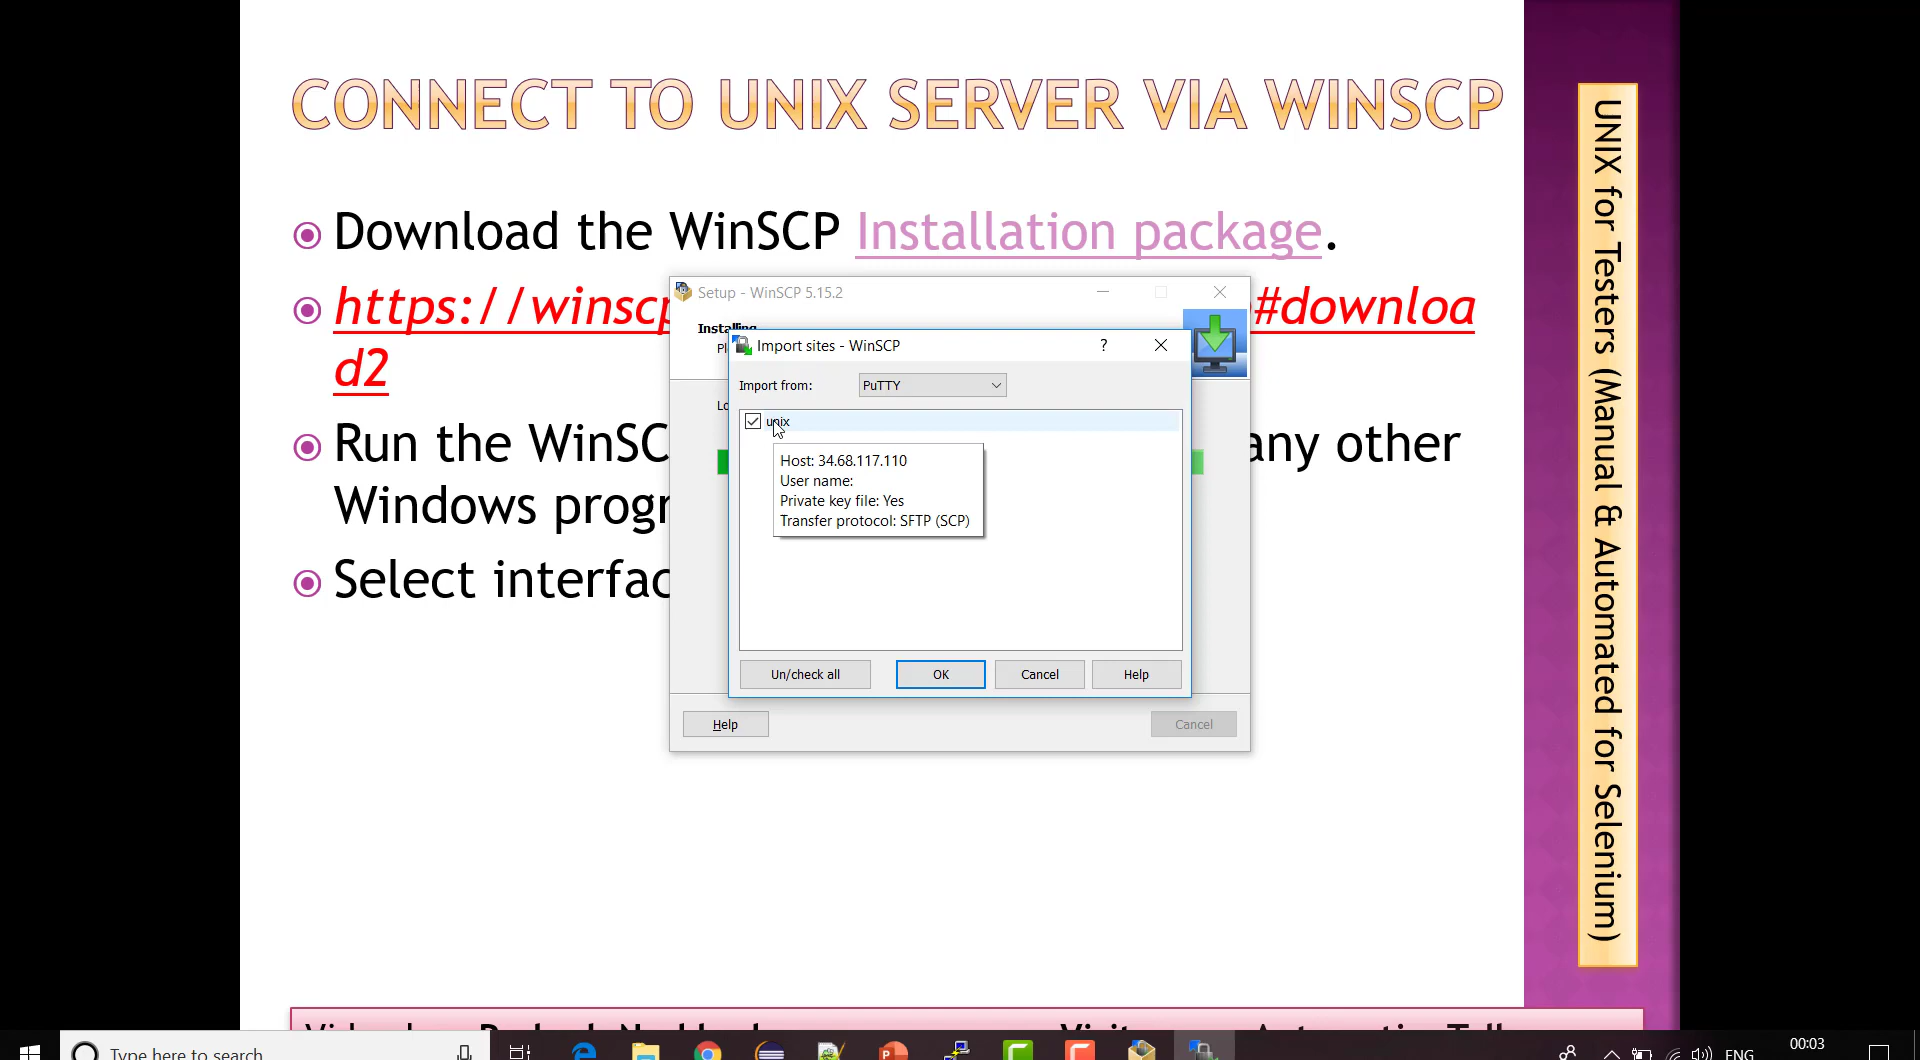 CONNECT TO UNIX SERVER VIA WINSCP
Download the WinSCP Installation package.
https://winscp #downloa
d2
Run the WinSC any other
Windows progr
Select interfac
Setup - WinSCP 5.15.2
Installing
Import sites - WinSCP
?
Import from: PuTTY
unix
Host: 34.68.117.110
User name:
Private key file: Yes
Transfer protocol: SFTP (SCP)
Un/check all OK Cancel Help
Help Cancel
UNIX for Testers (Manual & Automated for Selenium)
Type here to search
ENG
00:03